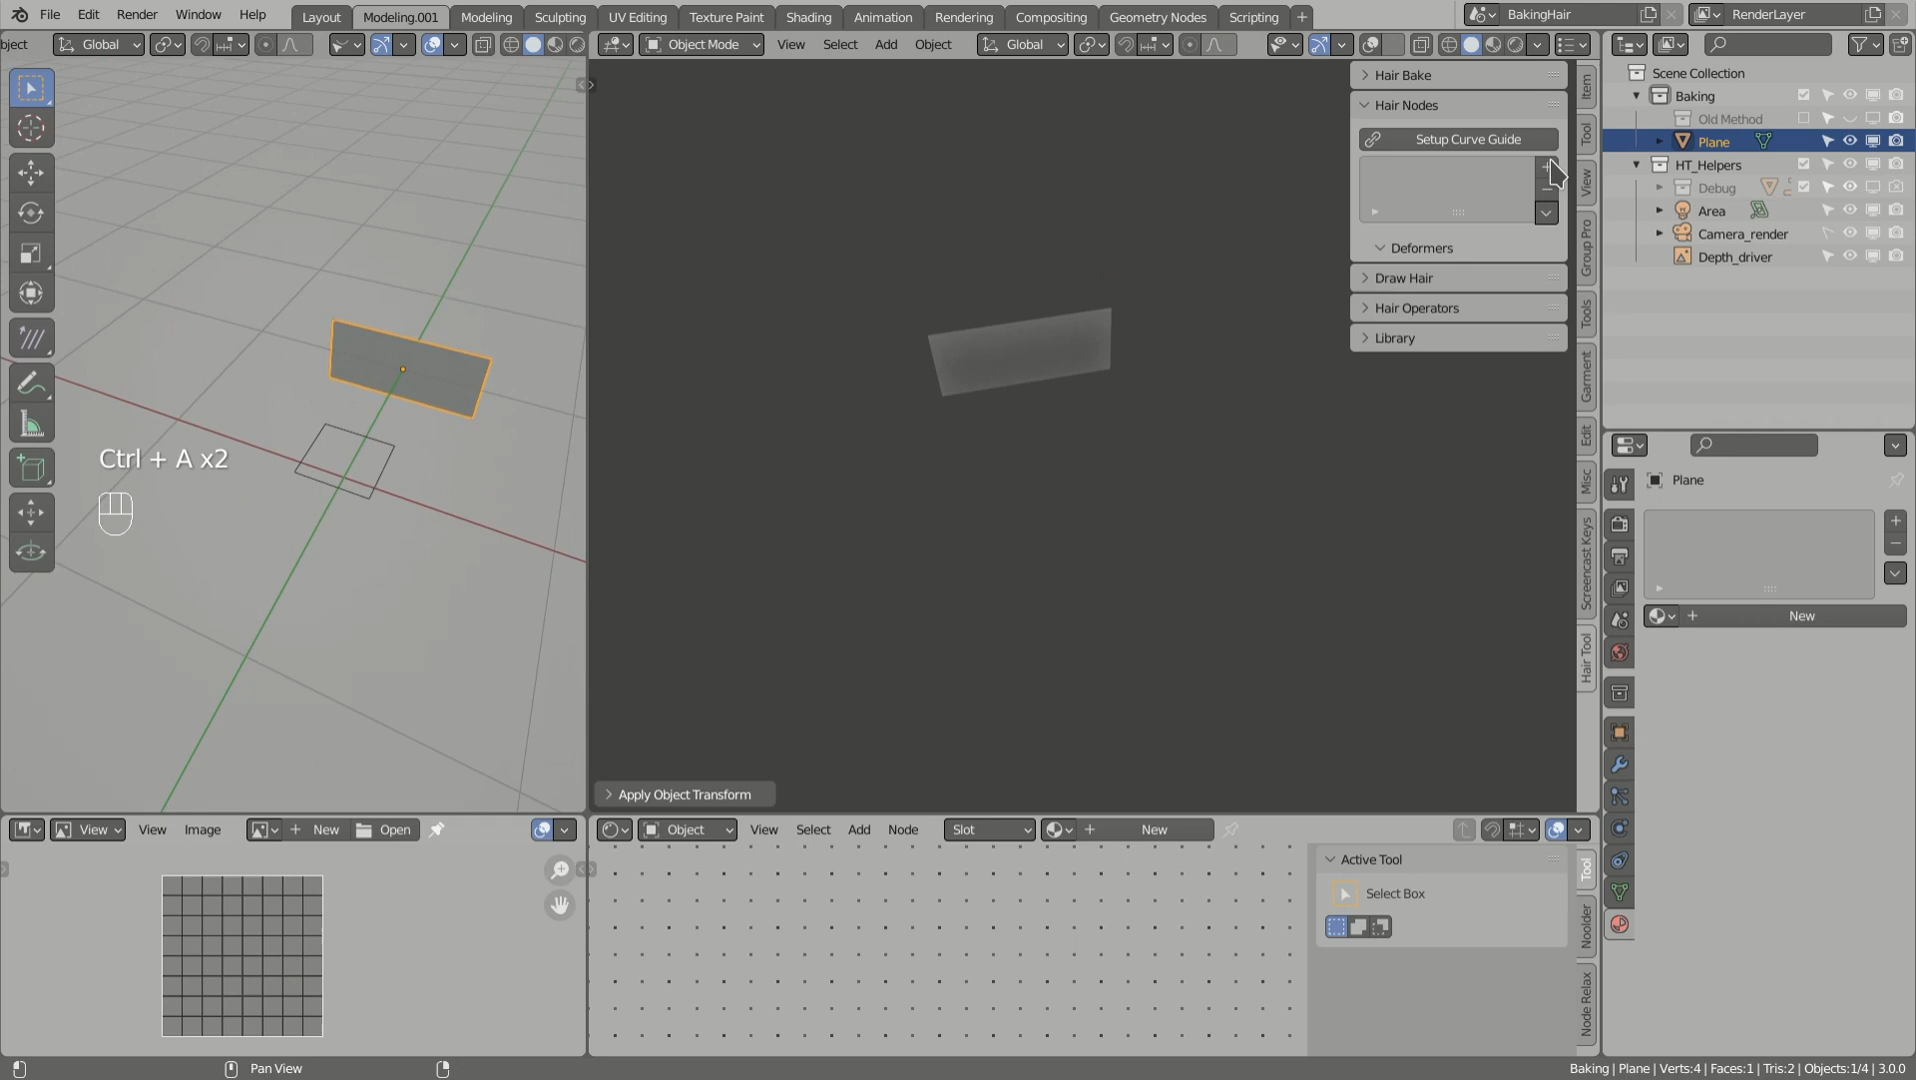 File Edit Render Window Help Layout Modeling.001 Modeling Sculpting UV Editing Texture Paint Shading Animation Rendering Compositing Geometry Nodes Scripting + BakingHair RenderLayer
bject Global Object Mode View Select Add Object Global
Hair Bake
Hair Nodes
Setup Curve Guide
Deformers
Draw Hair
Hair Operators
Library
Item
Tool
View
Group Pro
Tools
Garment
Edit
Misc
Screencast Keys
Hair Tool
Scene Collection
Baking
Old Method
Plane
HT_Helpers
Debug
Area
Camera_render
Depth_driver
Plane
New
Ctrl + A x2
Apply Object Transform
View View Image New Open
Object View Select Add Node Slot New
Active Tool
Select Box
Tool
Noolder
Node Relax
Pan View
Baking | Plane | Verts:4 | Faces:1 | Tris:2 | Objects:1/4 | 3.0.0